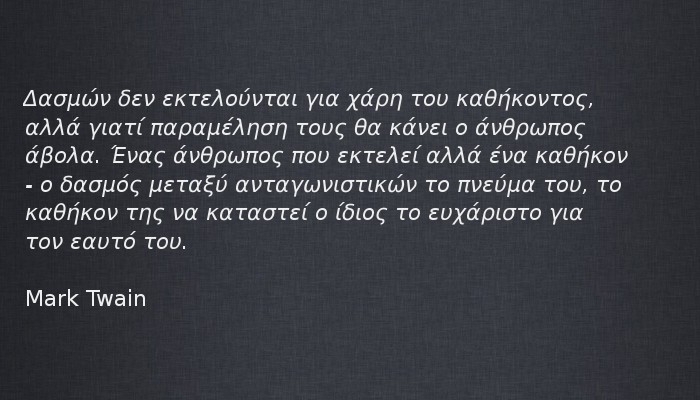 Δασμών δεν εκτελούνται για χάρη του καθήκοντος,
αλλά γιατί παραμέληση τους θα κάνει ο άνθρωπος
άβολα. Ένας άνθρωπος που εκτελεί αλλά ένα καθήκον
- ο δασμός μεταξύ ανταγωνιστικών το πνεύμα του, το
καθήκον της να καταστεί ο ίδιος το ευχάριστο για
τον εαυτό του.
Mark Twain